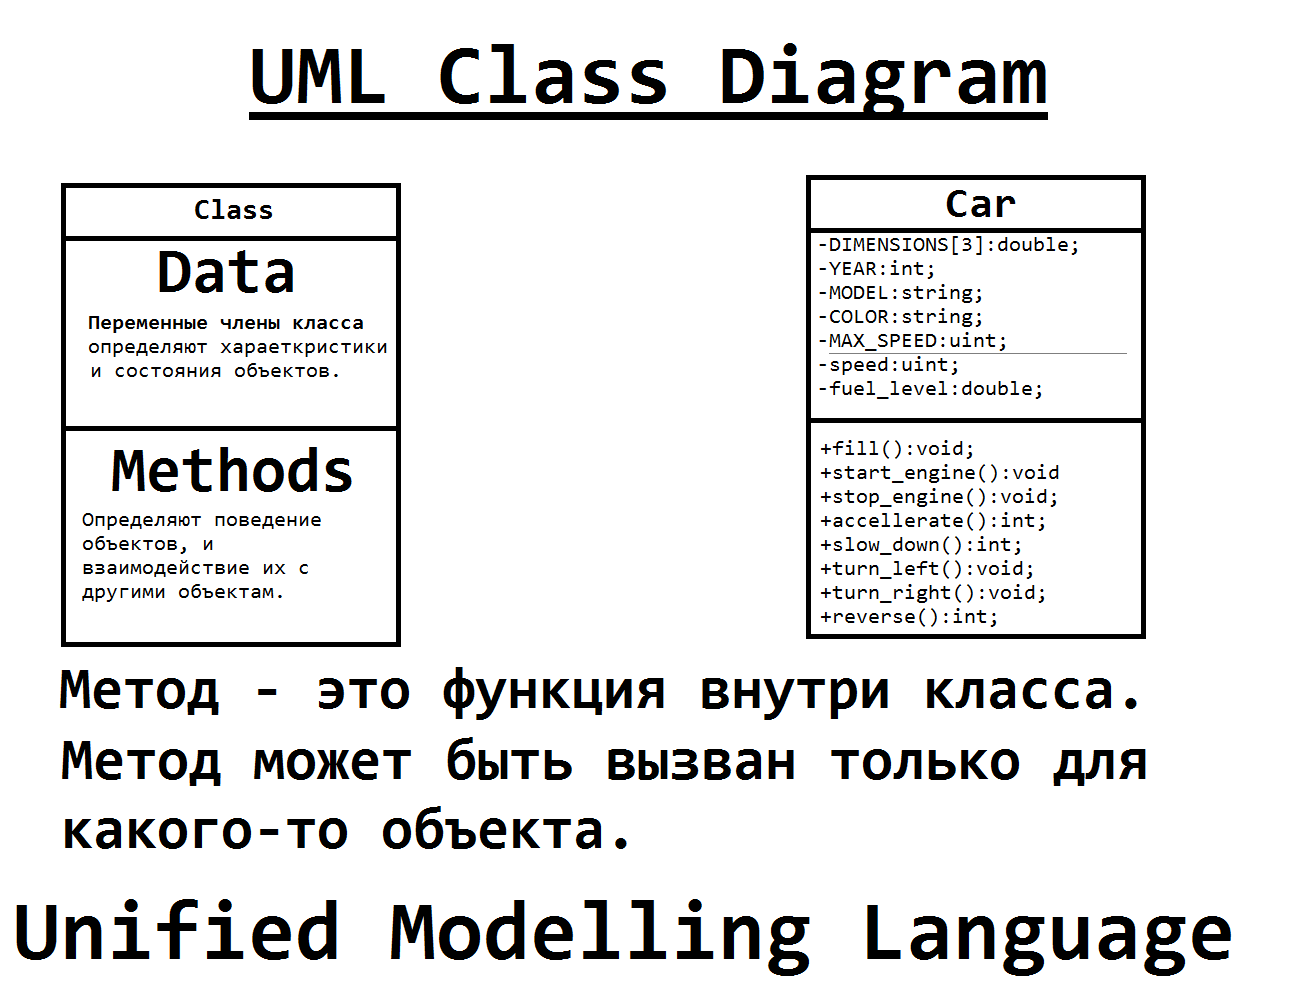 UML Class Diagram
Class
Data
Переменные члены класса
определяют хараеткристики
и состояния объектов.
Methods
Определяют поведение
объектов, и
взаимодействие их с
другими объектам.
Car
-DIMENSIONS[3]:double;
-YEAR:int;
-MODEL:string;
-COLOR:string;
-MAX_SPEED:uint;
-speed:uint;
-fuel_level:double;
+fill():void;
+start_engine():void
+stop_engine():void;
+accellerate():int;
+slow_down():int;
+turn_left():void;
+turn_right():void;
+reverse():int;
Метод - это функция внутри класса.
Метод может быть вызван только для
какого-то объекта.
Unified Modelling Language